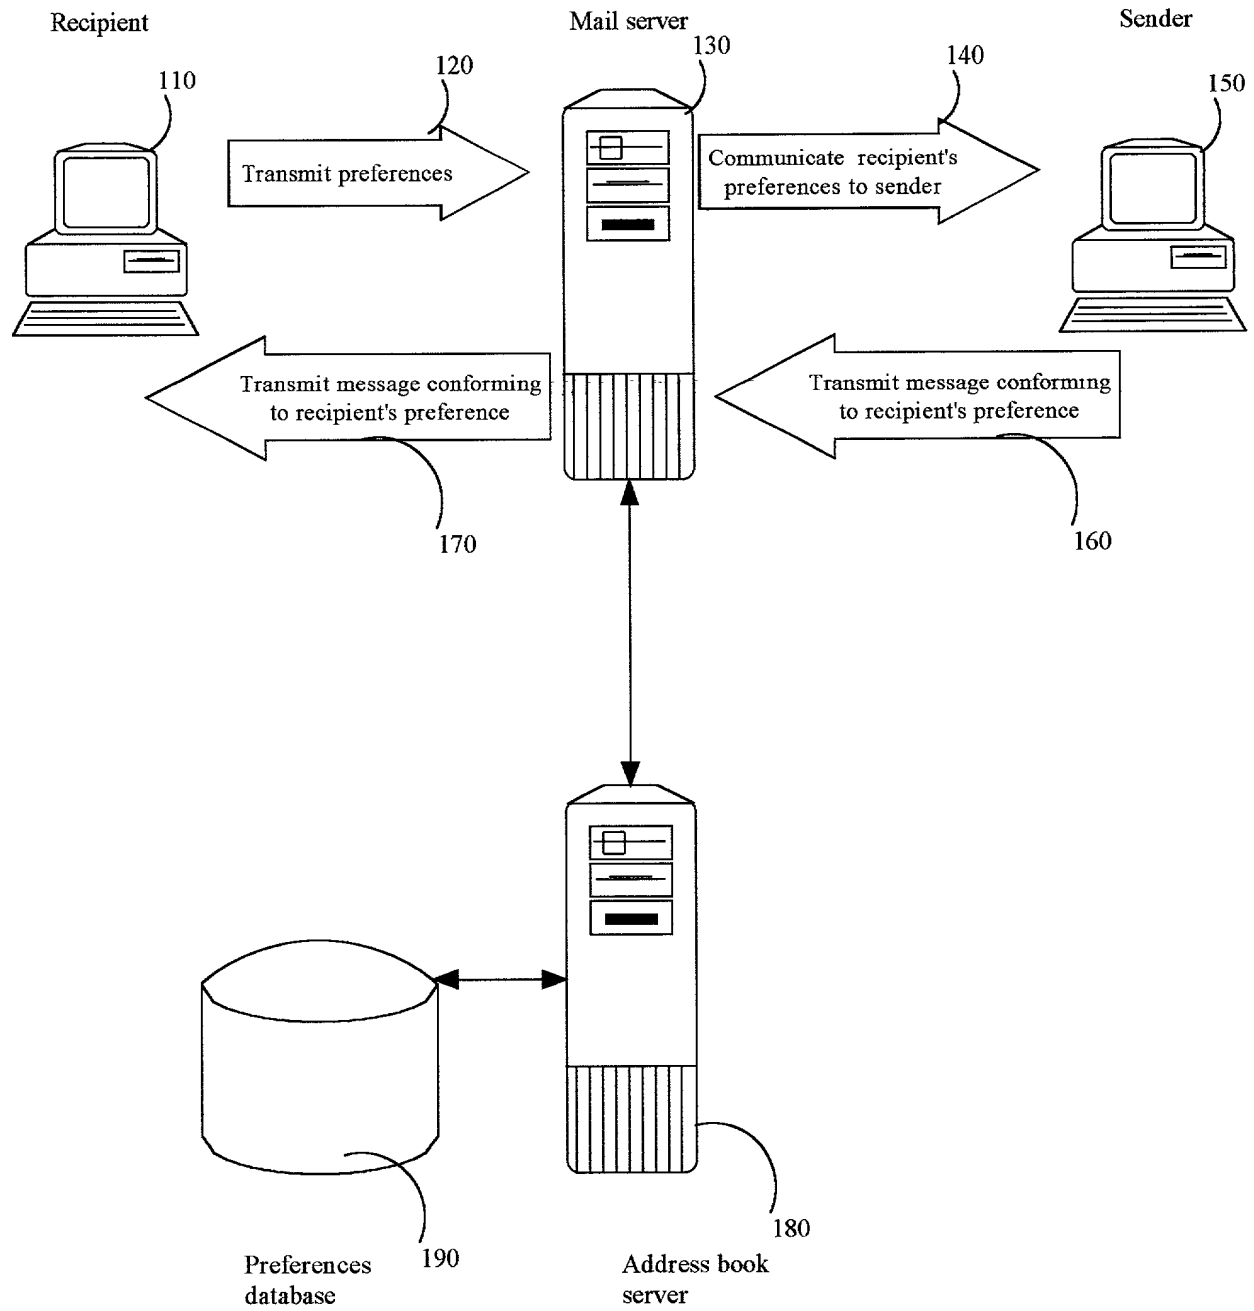 Recipient
Mail server
Sender
110
120
130
140
150
Transmit preferences
Communicate recipient's
preferences to sender
Transmit message conforming
to recipient's preference
Transmit message conforming
to recipient's preference
170
160
180
190
Preferences
database
Address book
server